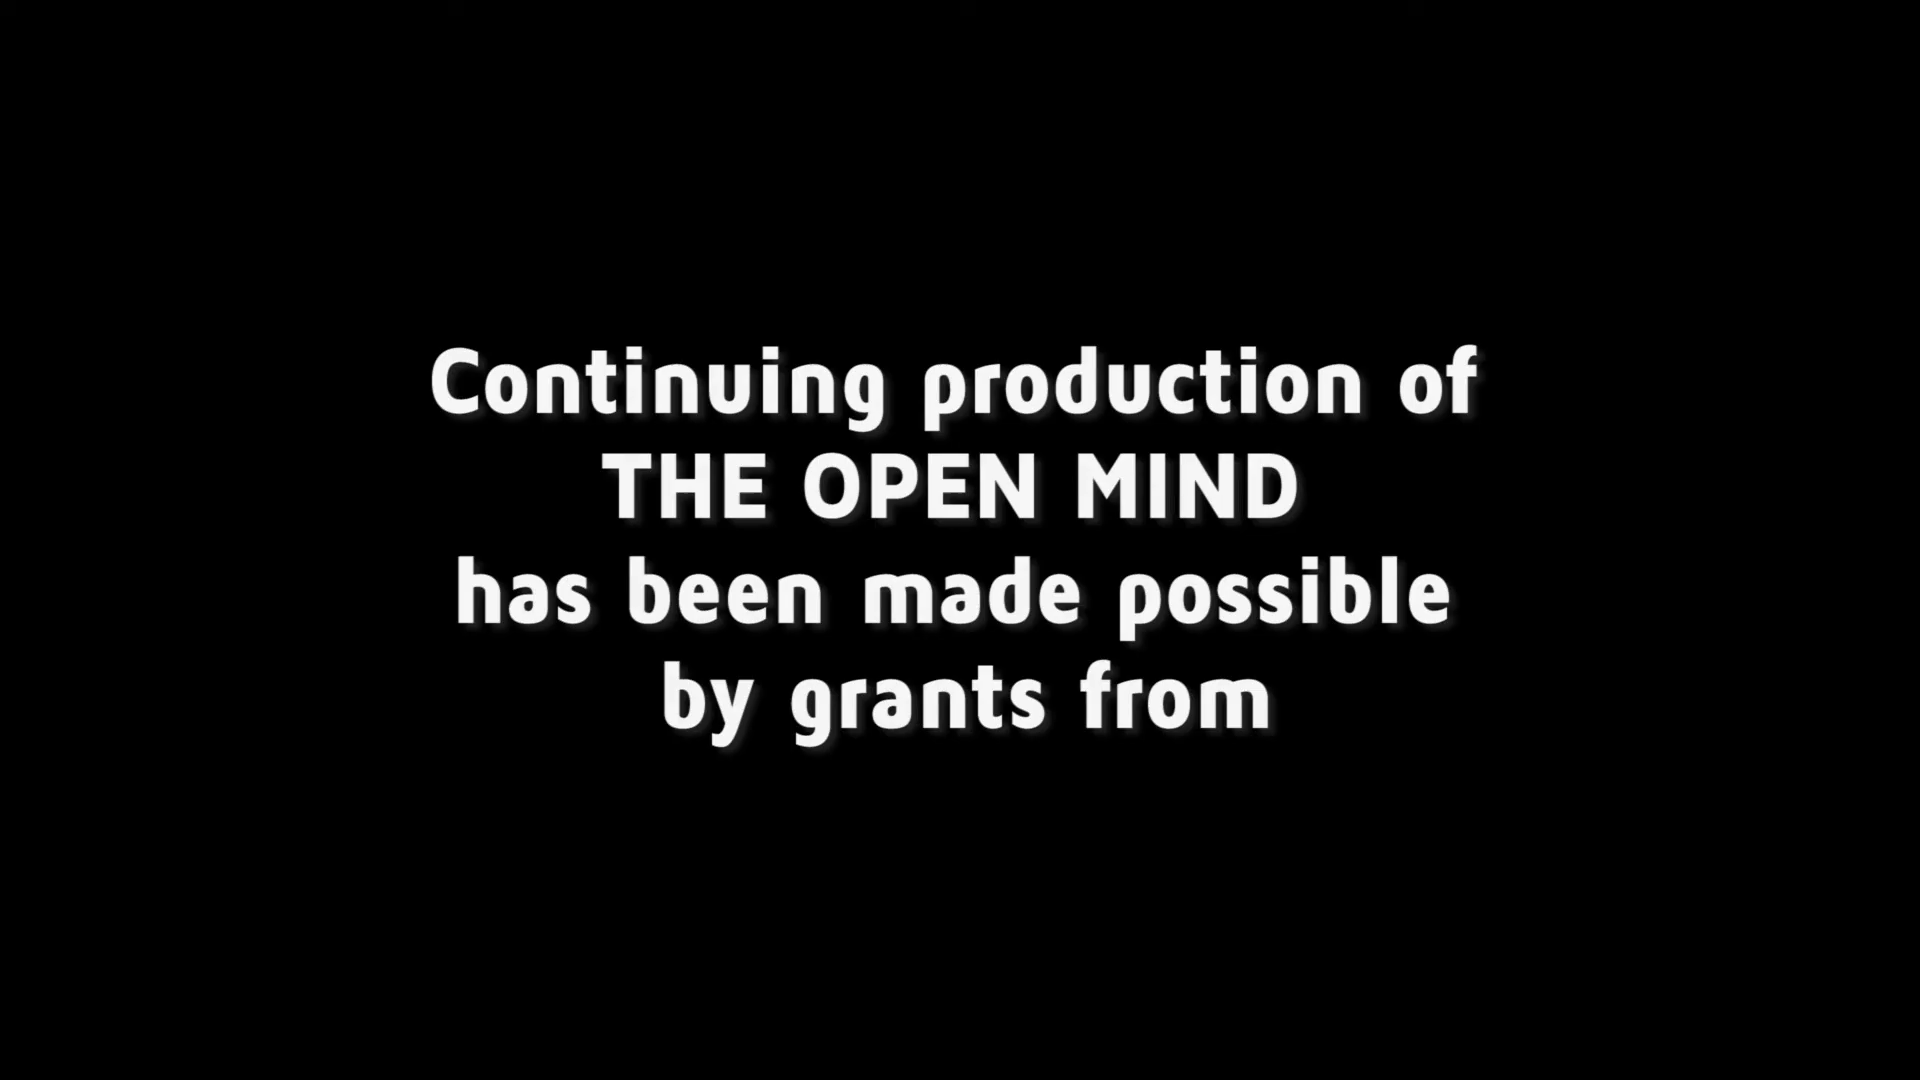 Continuing production of
THE OPEN MIND
has been made possible
by grants from